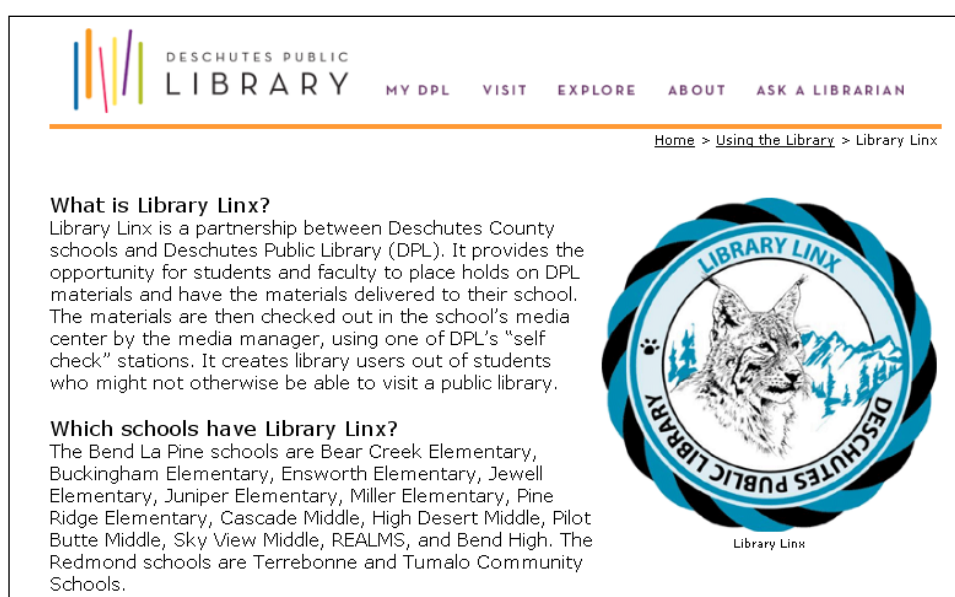 DESCHUTES PUBLIC
LIBRARY
MY DPL VISIT EXPLORE ABOUT ASK A LIBRARIAN
Home > Using the Library > Library Linx
What is Library Linx?
Library Linx is a partnership between Deschutes County
schools and Deschutes Public Library (DPL). It provides the
opportunity for students and faculty to place holds on DPL
materials and have the materials delivered to their school.
The materials are then checked out in the school's media
center by the media manager, using one of DPL's “self
check” stations. It creates library users out of students
who might not otherwise be able to visit a public library.
Which schools have Library Linx?
The Bend La Pine schools are Bear Creek Elementary,
Buckingham Elementary, Ensworth Elementary, Jewell
Elementary, Juniper Elementary, Miller Elementary, Pine
Ridge Elementary, Cascade Middle, High Desert Middle, Pilot
Butte Middle, Sky View Middle, REALMS, and Bend High. The
Redmond schools are Terrebonne and Tumalo Community
Schools.
LIBRARY LINX
DESCHUTES PUBLIC LIBRARY
Library Linx